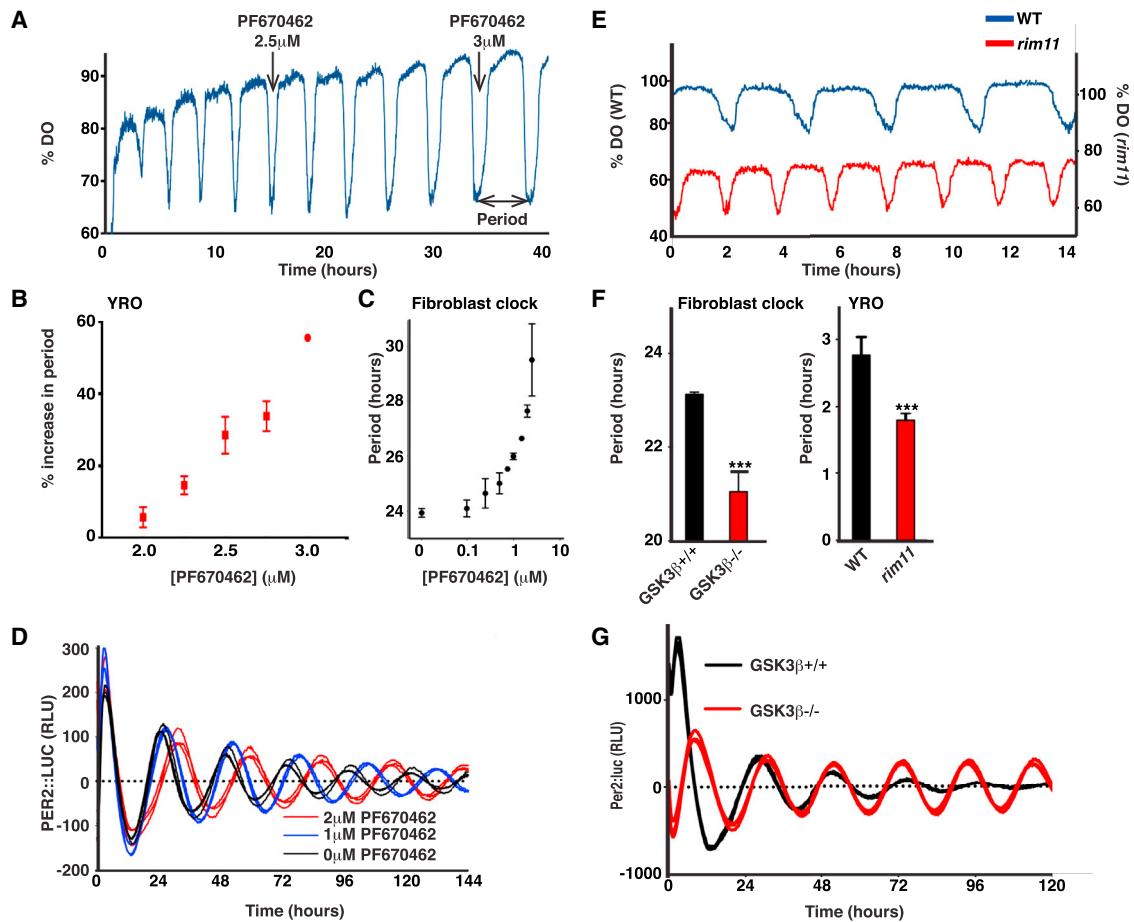 A
PF670462
2.5μM
PF670462
3μM
90
80
70
60
% DO
Period
0
10
20
30
40
Time (hours)
E
WT
rim11
100
80
60
40
% DO (WT)
100
80
60
% DO (rim11)
0
2
4
6
8
10
12
14
Time (hours)
B
YRO
60
40
20
0
% increase in period
2.0
2.5
3.0
[PF670462] (μM)
C
Fibroblast clock
30
28
26
24
Period (hours)
0
0.1
1
10
[PF670462] (μM)
F
Fibroblast clock
24
22
20
Period (hours)
***
GSK3β+/+
GSK3β-/-
YRO
3
2
1
0
Period (hours)
***
WT
rim11
D
300
200
100
0
-100
-200
PER2::LUC (RLU)
2μM PF670462
1μM PF670462
0μM PF670462
0
24
48
72
96
120
144
Time (hours)
G
GSK3β+/+
GSK3β-/-
1000
0
-1000
Per2::luc (RLU)
0
24
48
72
96
120
Time (hours)